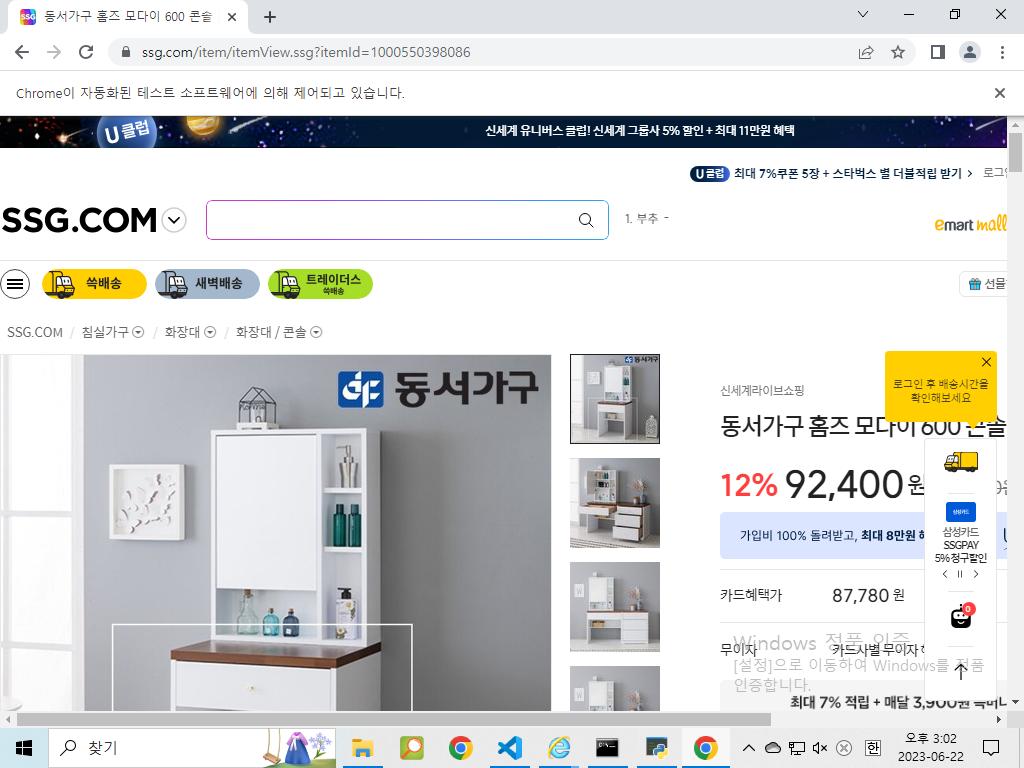 동서가구 홈즈 모다이 600 콘솔
ssg.com/item/itemView.ssg?itemId=1000550398086
Chrome이 자동화된 테스트 소프트웨어에 의해 제어되고 있습니다.
U 클럽
신세계 유니버스 클럽! 신세계 그룹사 5% 할인 + 최대 11만원 혜택
U 클럽 최대 7%쿠폰 5장 + 스타벅스 별 더블적립 받기 > 로그인
SSG.COM
1. 부추 -
emart mall
쓱배송
새벽배송
트레이더스
쓱배송
선물
SSG.COM / 침실가구 / 화장대 / 화장대 / 콘솔
동서가구
home
신세계라이브쇼핑
로그인 후 배송시간을
확인해보세요
동서가구 홈즈 모다이 600 콘솔
12% 92,400 원
가입비 100% 돌려받고, 최대 8만원
삼성카드
삼성카드
SSGPAY
5% 청구할인
카드혜택가 87,780 원
0
무이자 카드사별 무이자
Windows 정품 인증
[설정]으로 이동하여 Windows를 정품
인증합니다.
최대 7% 적립 + 매달 3,900원
찾기
한
오후 3:02
2023-06-22